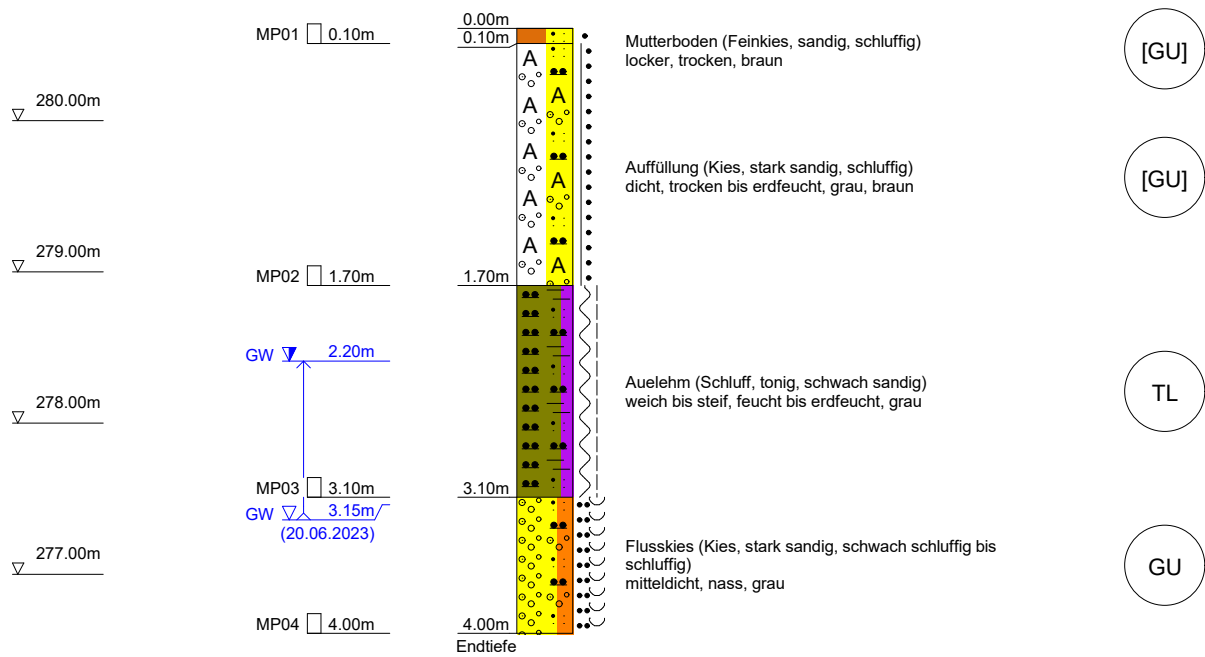 0.00m
MP01 0.10m
0.10m
Mutterboden (Feinkies, sandig, schluffig)
locker, trocken, braun
[GU]
280.00m
A
A
A
A
A
A
A
A
Auffüllung (Kies, stark sandig, schluffig)
dicht, trocken bis erdfeucht, grau, braun
[GU]
279.00m
MP02 1.70m
1.70m
GW 2.20m
Auelehm (Schluff, tonig, schwach sandig)
weich bis steif, feucht bis erdfeucht, grau
TL
278.00m
MP03 3.10m
3.10m
GW 3.15m
(20.06.2023)
Flusskies (Kies, stark sandig, schwach schluffig bis
schluffig)
mitteldicht, nass, grau
GU
277.00m
MP04 4.00m
4.00m
Endtiefe